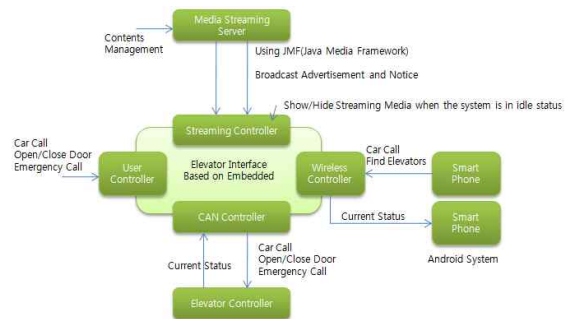 Media Streaming
Server
Contents
Management
Using JMF(Java Media Framework)
Broadcast Advertisement and Notice
Show/Hide Streaming Media when the system is in idle status
Streaming Controller
Car Call
Open/Close Door
Emergency Call
User
Controller
Elevator Interface
Based on Embedded
Wireless
Controller
Car Call
Find Elevators
Smart
Phone
CAN Controller
Current Status
Smart
Phone
Android System
Current Status
Car Call
Open/Close Door
Emergency Call
Elevator Controller